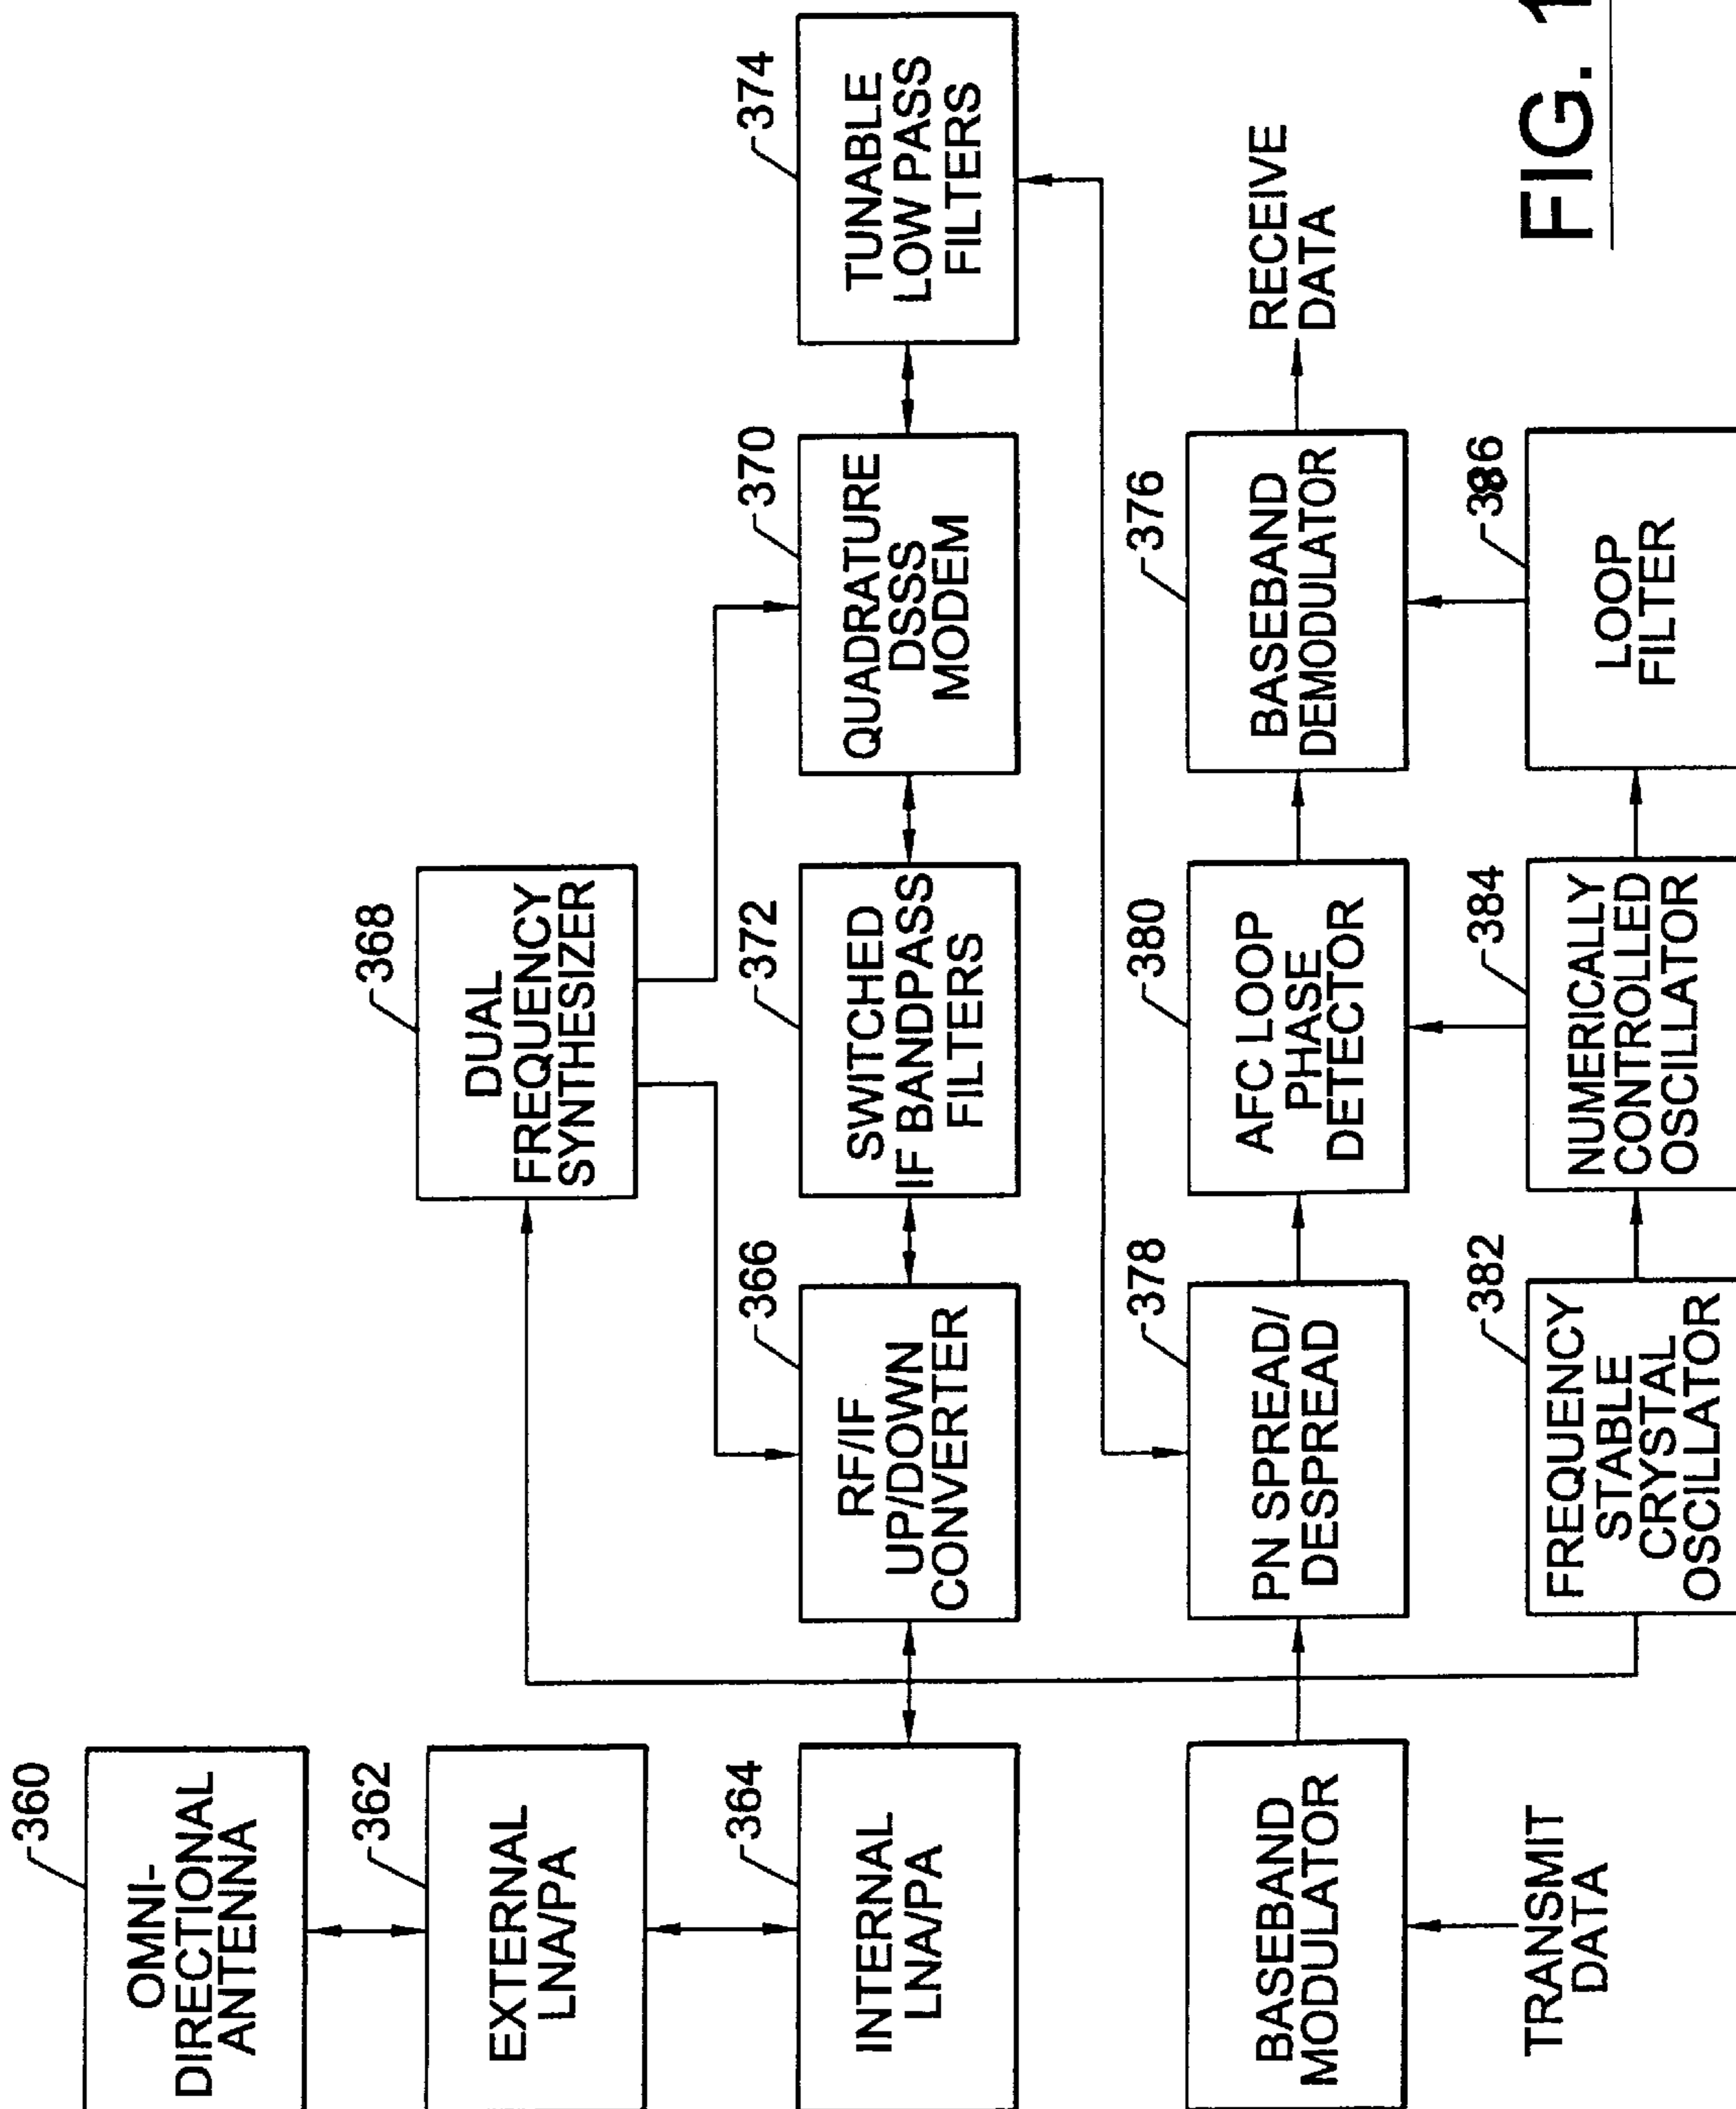 360
OMNI-
DIRECTIONAL
ANTENNA
362
EXTERNAL
LNA/PA
364
INTERNAL
LNA/PA
368
DUAL
FREQUENCY
SYNTHESIZER
366
RF/IF
UP/DOWN
CONVERTER
372
SWITCHED
IF BANDPASS
FILTERS
370
QUADRATURE
DSSS
MODEM
374
TUNABLE
LOW PASS
FILTERS
BASEBAND
MODULATOR
TRANSMIT
DATA
378
PN SPREAD/
DESPREAD
380
AFC LOOP
PHASE
DETECTOR
376
BASEBAND
DEMODULATOR
RECEIVE
DATA
382
FREQUENCY
STABLE
CRYSTAL
OSCILLATOR
384
NUMERICALLY
CONTROLLED
OSCILLATOR
386
LOOP
FILTER
FIG. 1